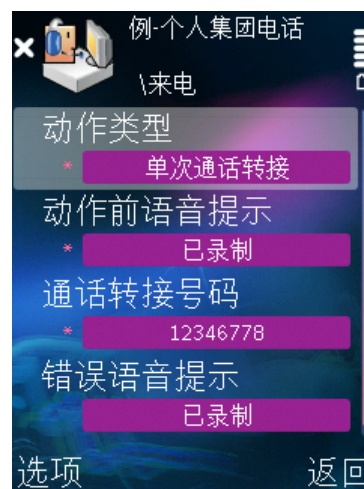 例-个人集团电话
\来电
动作类型
* 单次通话转接
动作前语音提示
* 已录制
通话转接号码
* 12346778
错误语音提示
已录制
选项 返回